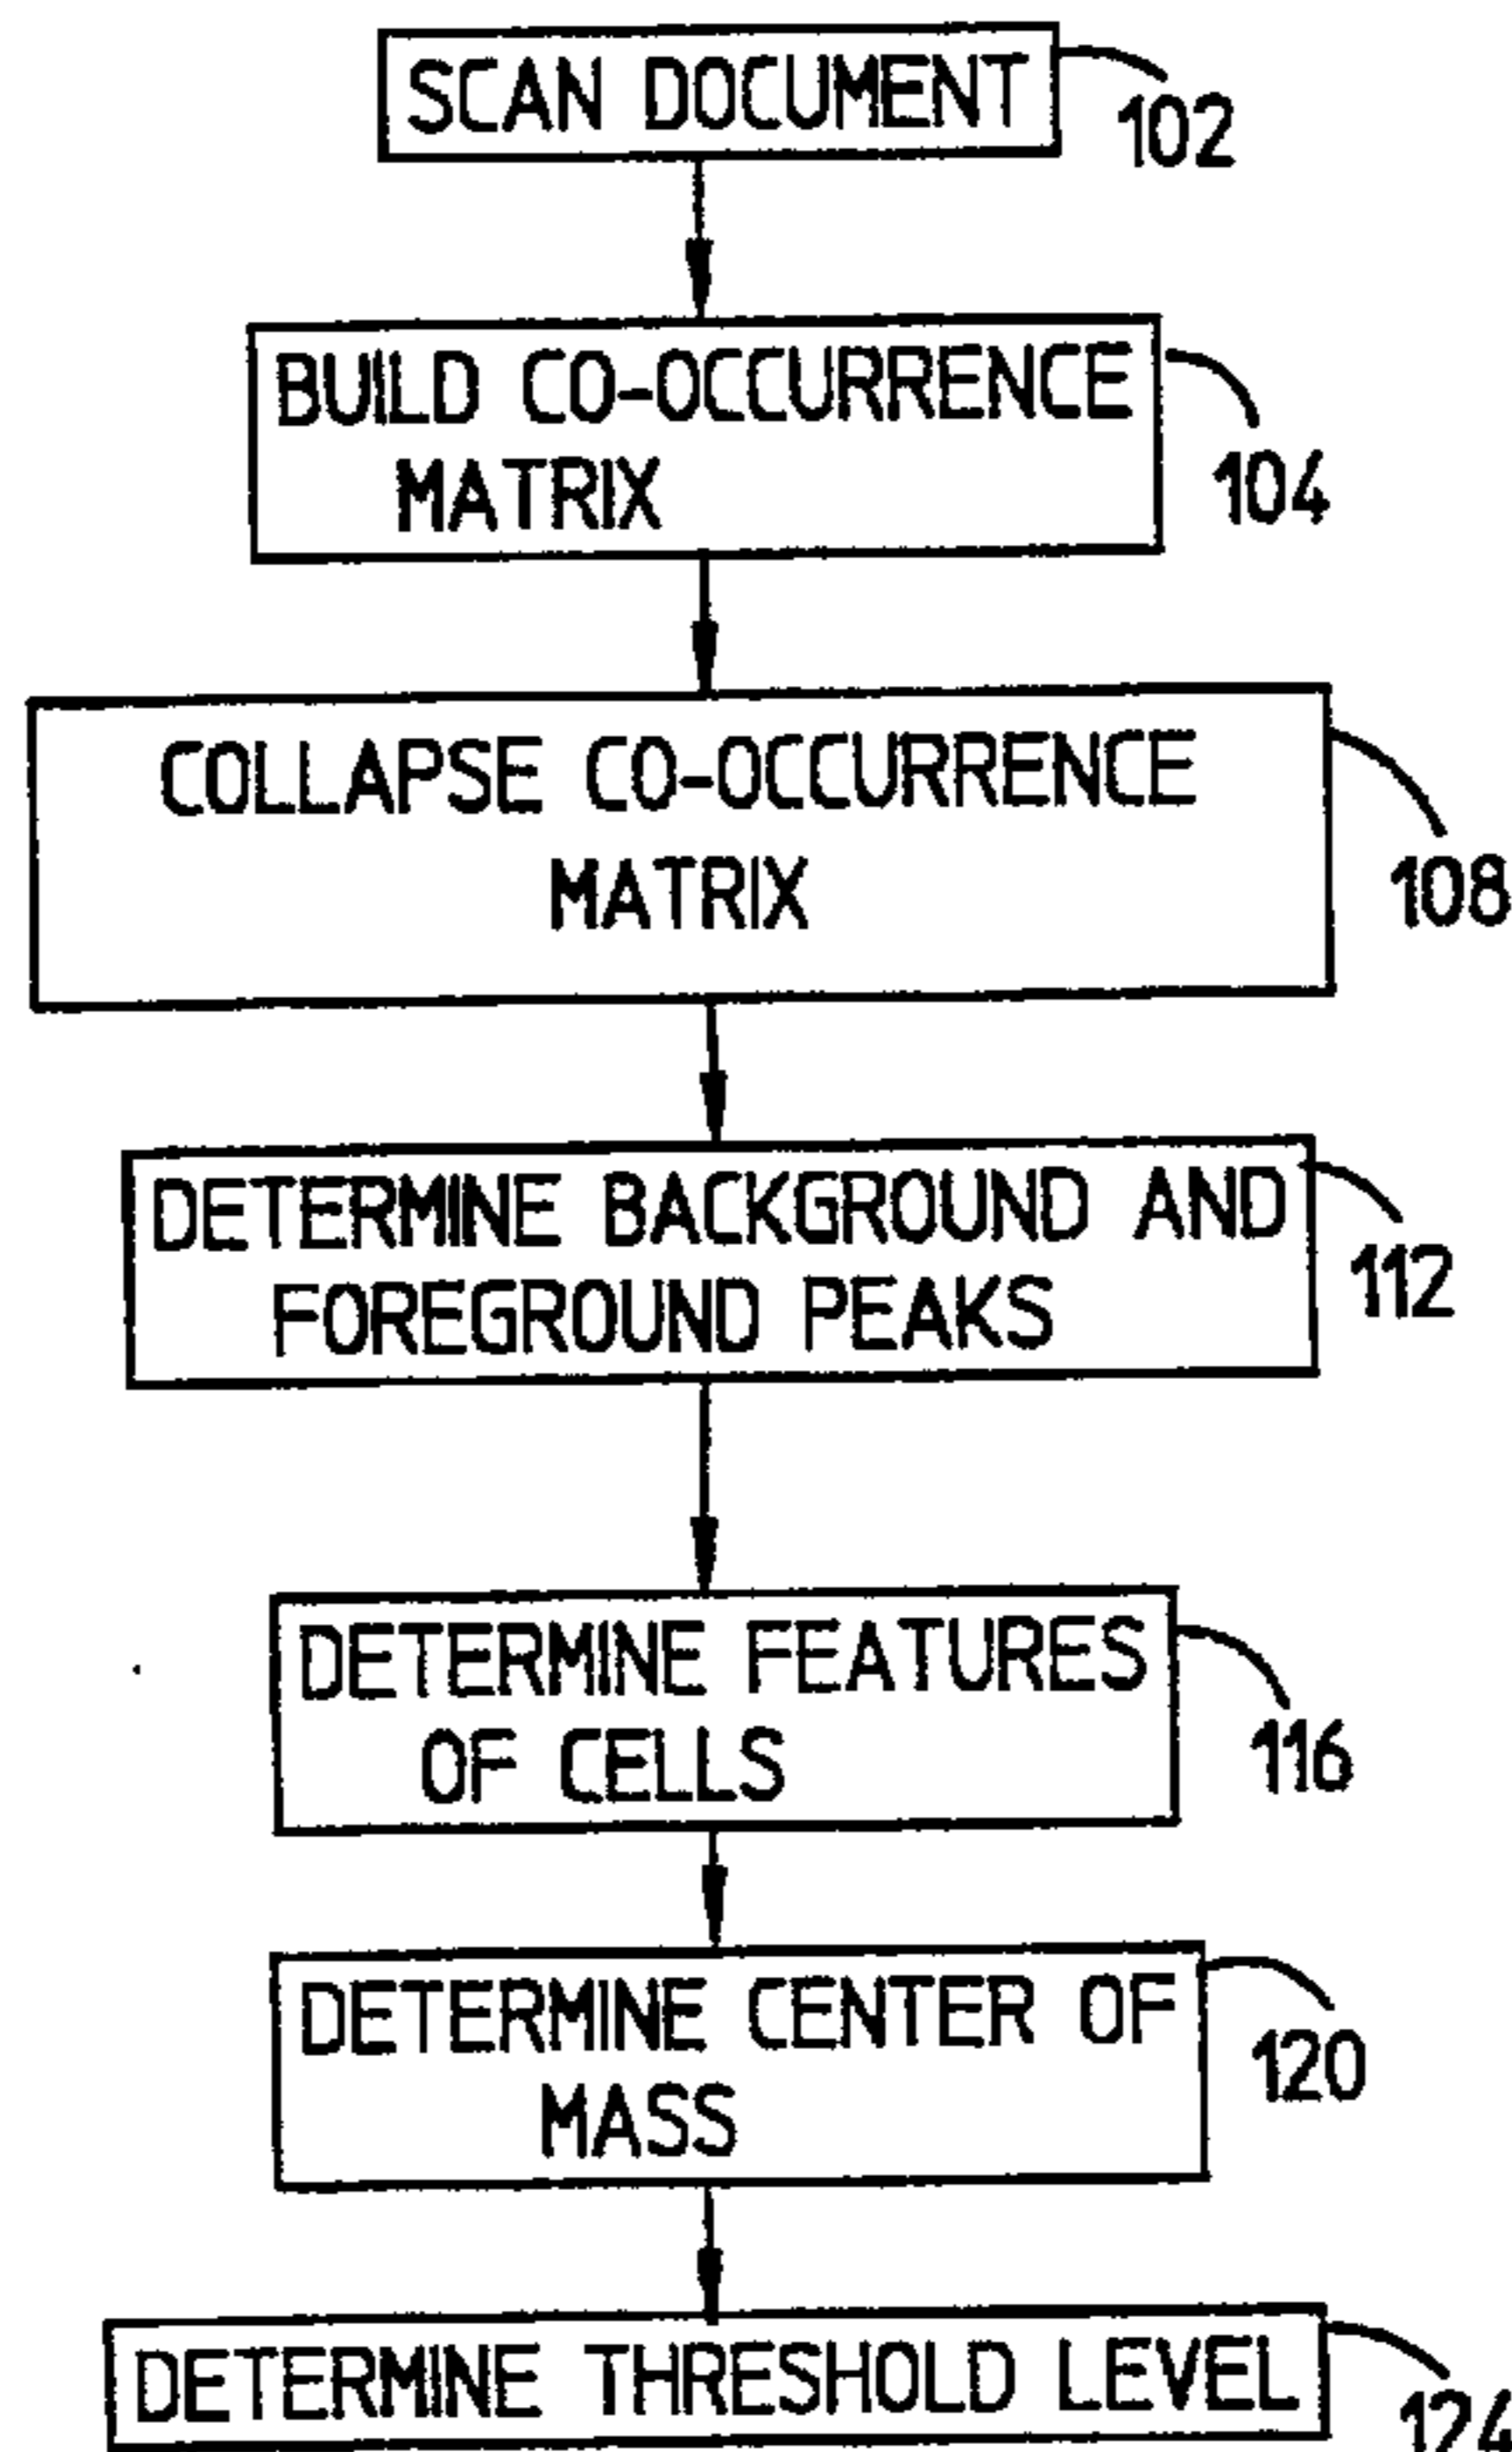 SCAN DOCUMENT
102
BUILD CO-OCCURRENCE
MATRIX
104
COLLAPSE CO-OCCURRENCE
MATRIX
108
DETERMINE BACKGROUND AND
FOREGROUND PEAKS
112
DETERMINE FEATURES
OF CELLS
116
DETERMINE CENTER OF
MASS
120
DETERMINE THRESHOLD LEVEL
124